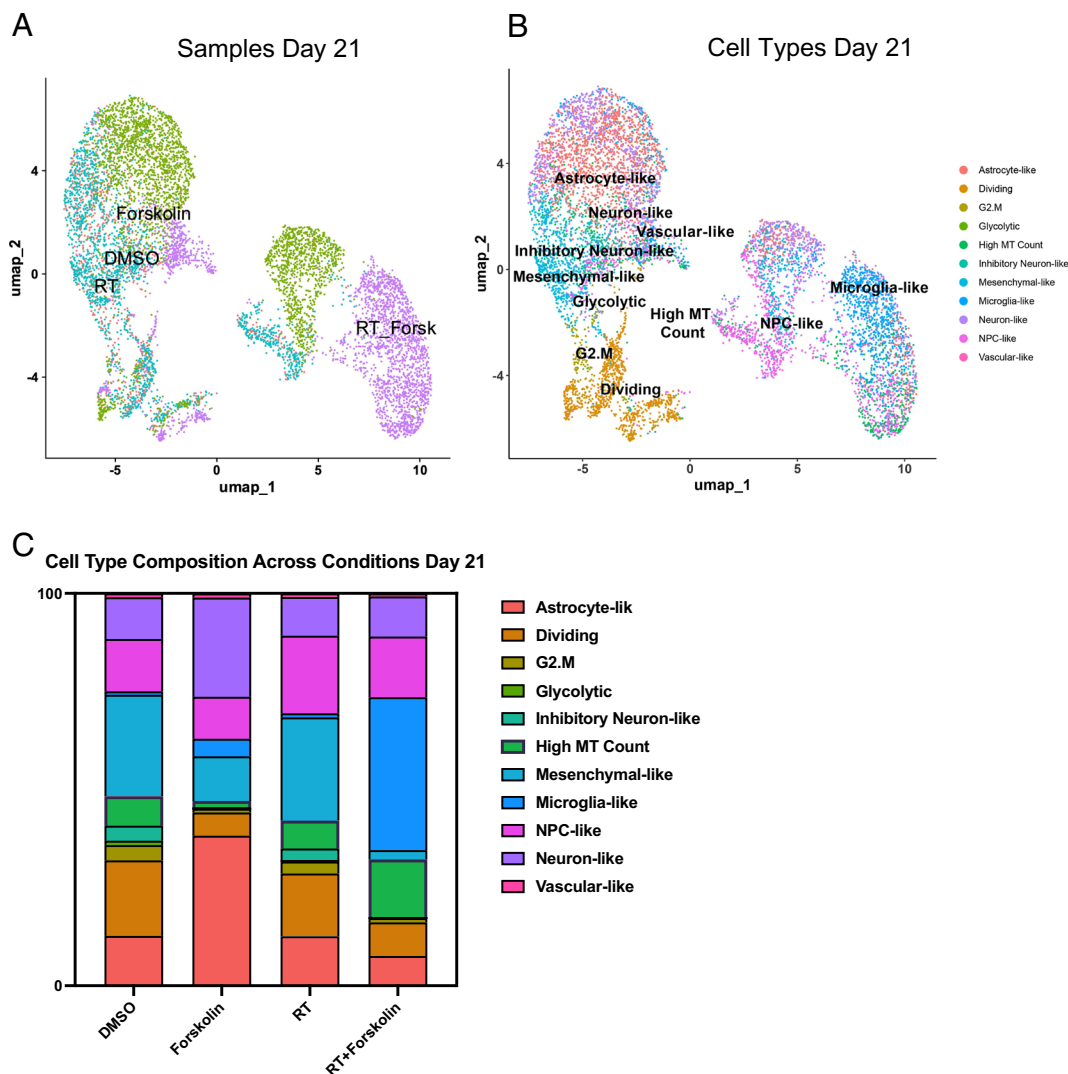 A
Samples Day 21
umap_2
4
0
-4
Forskolin
DMSO
RT
RT_Forsk
-5
0
5
10
umap_1
B
Cell Types Day 21
umap_2
4
0
-4
Astrocyte-like
Neuron-like
Vascular-like
Inhibitory Neuron-like
Mesenchymal-like
Glycolytic
Microglia-like
High MT
Count
NPC-like
G2.M
Dividing
-5
0
5
10
umap_1
Astrocyte-like
Dividing
G2.M
Glycolytic
High MT Count
Inhibitory Neuron-like
Mesenchymal-like
Microglia-like
Neuron-like
NPC-like
Vascular-like
C
Cell Type Composition Across Conditions Day 21
100
0
DMSO
Forskolin
RT
RT+Forskolin
Astrocyte-lik
Dividing
G2.M
Glycolytic
Inhibitory Neuron-like
High MT Count
Mesenchymal-like
Microglia-like
NPC-like
Neuron-like
Vascular-like